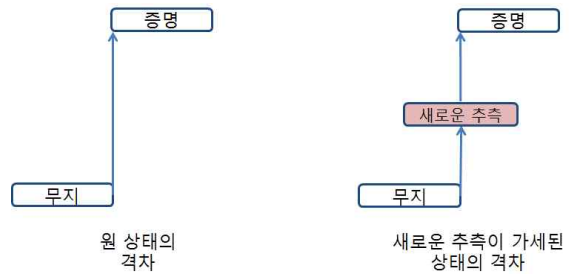 증명
증명
새로운 추측
무지
무지
원 상태의
격차
새로운 추측이 가세된
상태의 격차